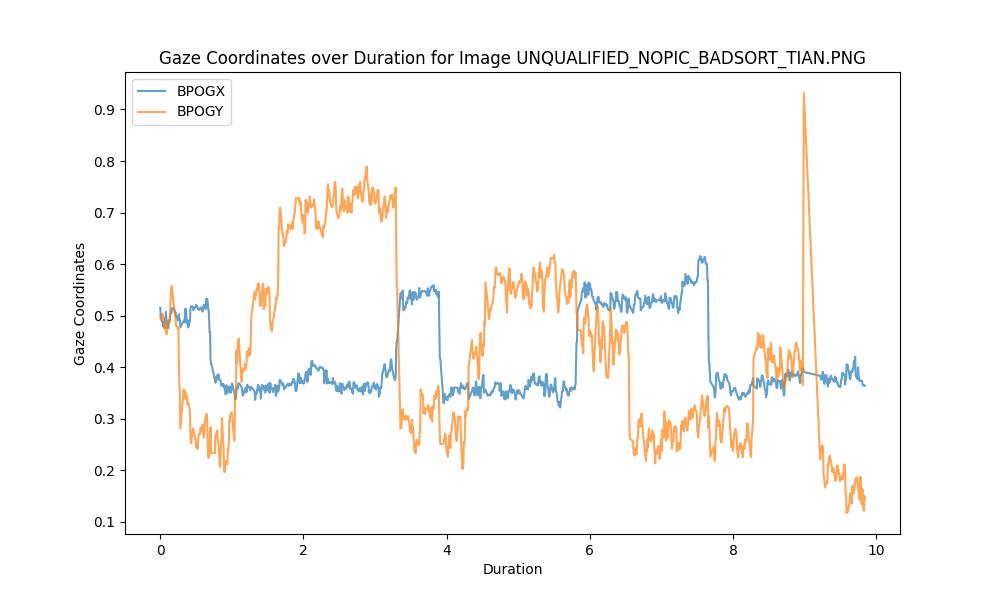 Gaze Coordinates over Duration for Image UNQUALIFIED_NOPIC_BADSORT_TIAN.PNG
BPOGX
BPOGY
0.9
0.8
0.7
0.6
0.5
0.4
0.3
0.2
0.1
Gaze Coordinates
0 2 4 6 8 10
Duration